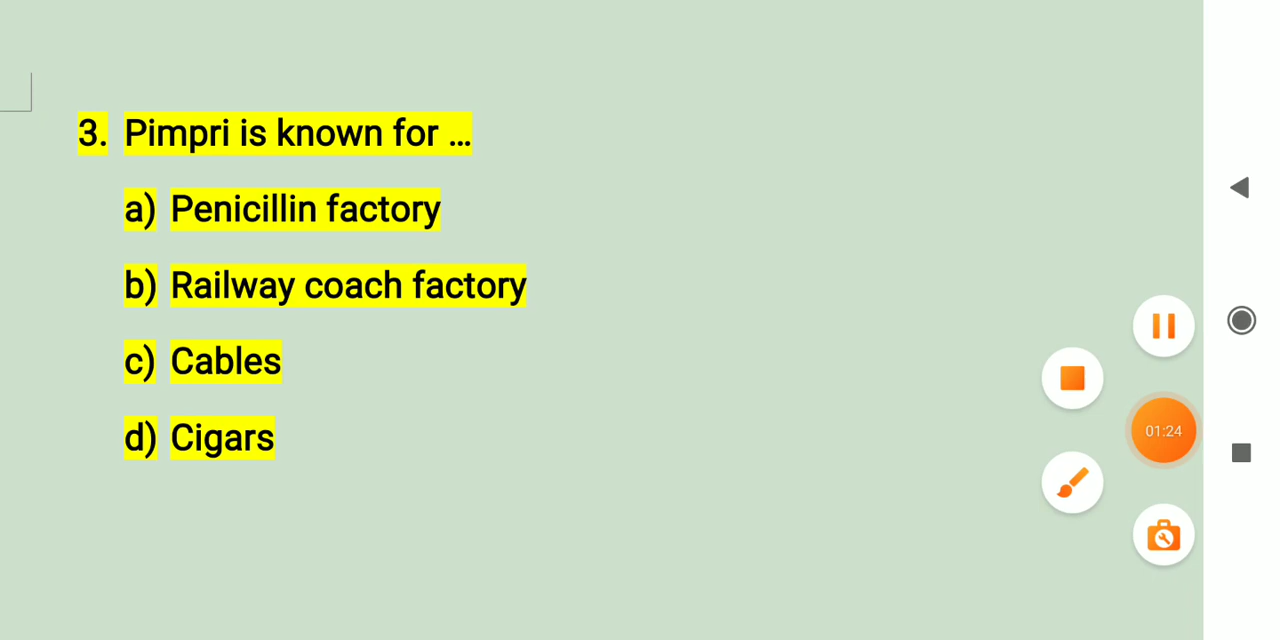 3. Pimpri is known for ...
a) Penicillin factory
b) Railway coach factory
c) Cables
d) Cigars
01:24